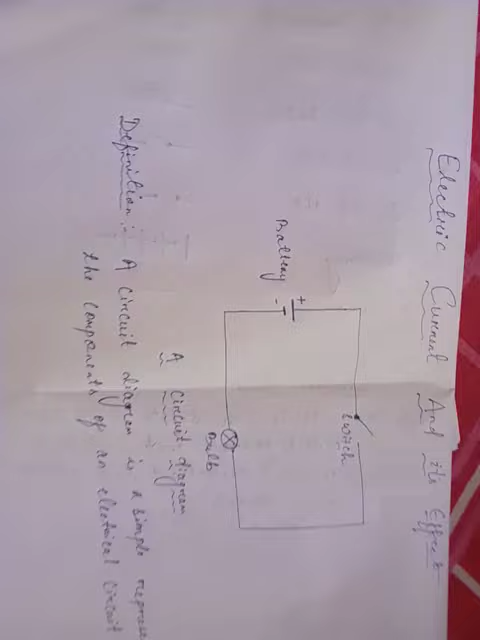 Electric Current And its Effect
Battery
- +
Switch
Bulb
A circuit diagram
Definition: A circuit diagram is a simple
the components of an electrical circuit